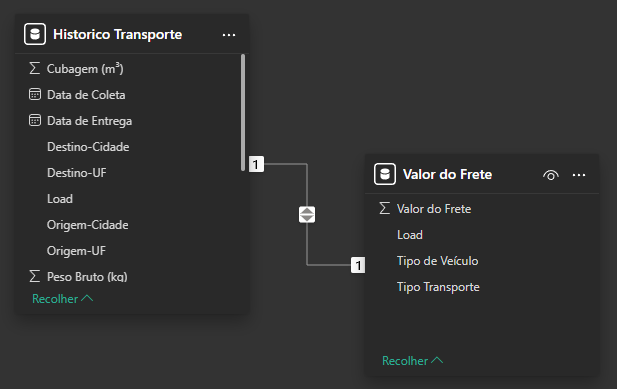 Historico Transporte
Cubagem (m³)
Data de Coleta
Data de Entrega
Destino-Cidade
Destino-UF
Load
Origem-Cidade
Origem-UF
Peso Bruto (kg)
Recolher
1
1
Valor do Frete
Valor do Frete
Load
Tipo de Veículo
Tipo Transporte
Recolher